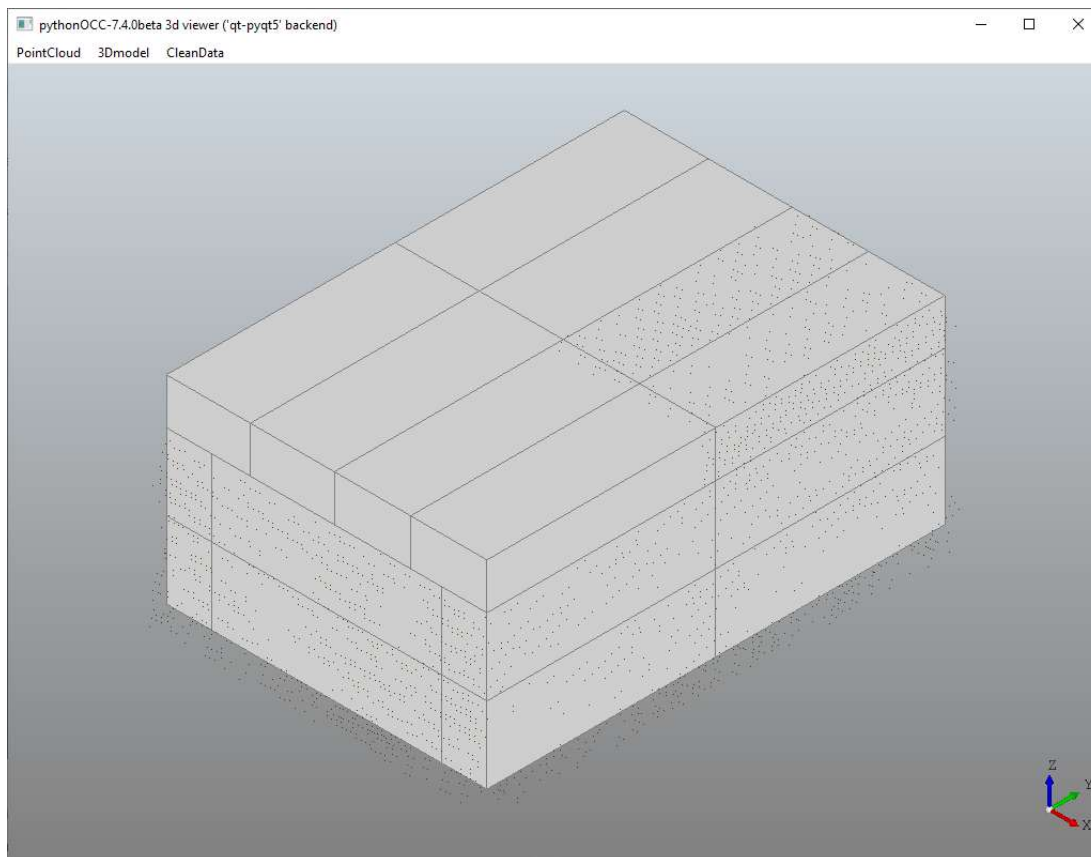 pythonOCC-7.4.0beta 3d viewer ('qt-pyqt5' backend)
PointCloud 3Dmodel CleanData
Z
Y
X